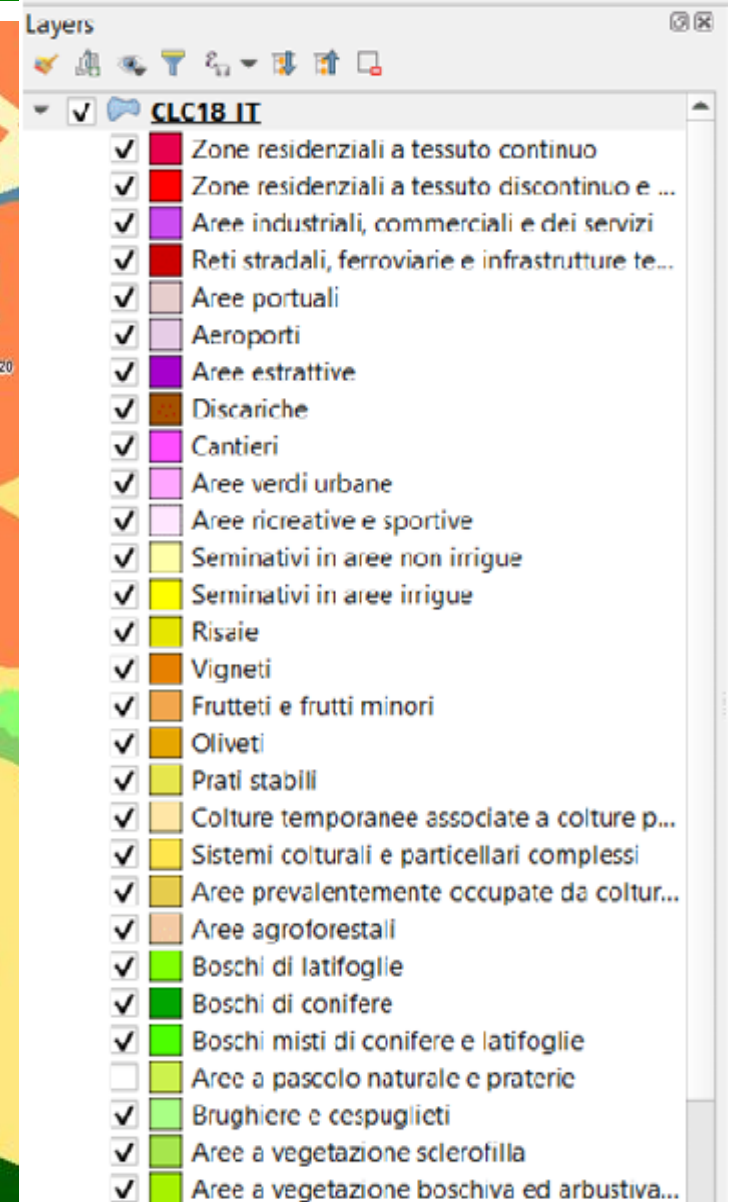 Layers
CLC18 IT
Zone residenziali a tessuto continuo
Zone residenziali a tessuto discontinuo e ...
Aree industriali, commerciali e dei servizi
Reti stradali, ferroviarie e infrastrutture te...
Aree portuali
20
Aeroporti
Aree estrattive
Discariche
Cantieri
Aree verdi urbane
Aree ricreative e sportive
Seminativi in aree non irrigue
Seminativi in aree irrigue
Risaie
Vigneti
Frutteti e frutti minori
Oliveti
Prati stabili
Colture temporanee associate a colture p...
Sistemi colturali e particellari complessi
Aree prevalentemente occupate da coltur...
Aree agroforestali
Boschi di latifoglie
Boschi di conifere
Boschi misti di conifere e latifoglie
Aree a pascolo naturale e praterie
Brughiere e cespuglieti
Aree a vegetazione sclerofilla
Aree a vegetazione boschiva ed arbustiva...